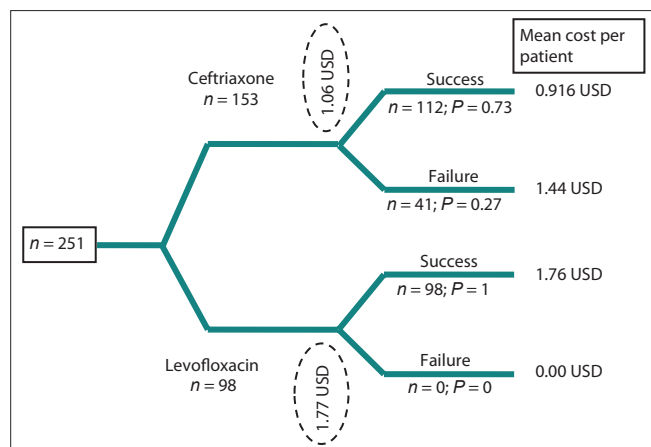 Mean cost per
patient
Ceftriaxone
n = 153
1.06 USD
Success
n = 112; P = 0.73
0.916 USD
Failure
n = 41; P = 0.27
1.44 USD
n = 251
Success
n = 98; P = 1
1.76 USD
Levofloxacin
n = 98
1.77 USD
Failure
n = 0; P = 0
0.00 USD